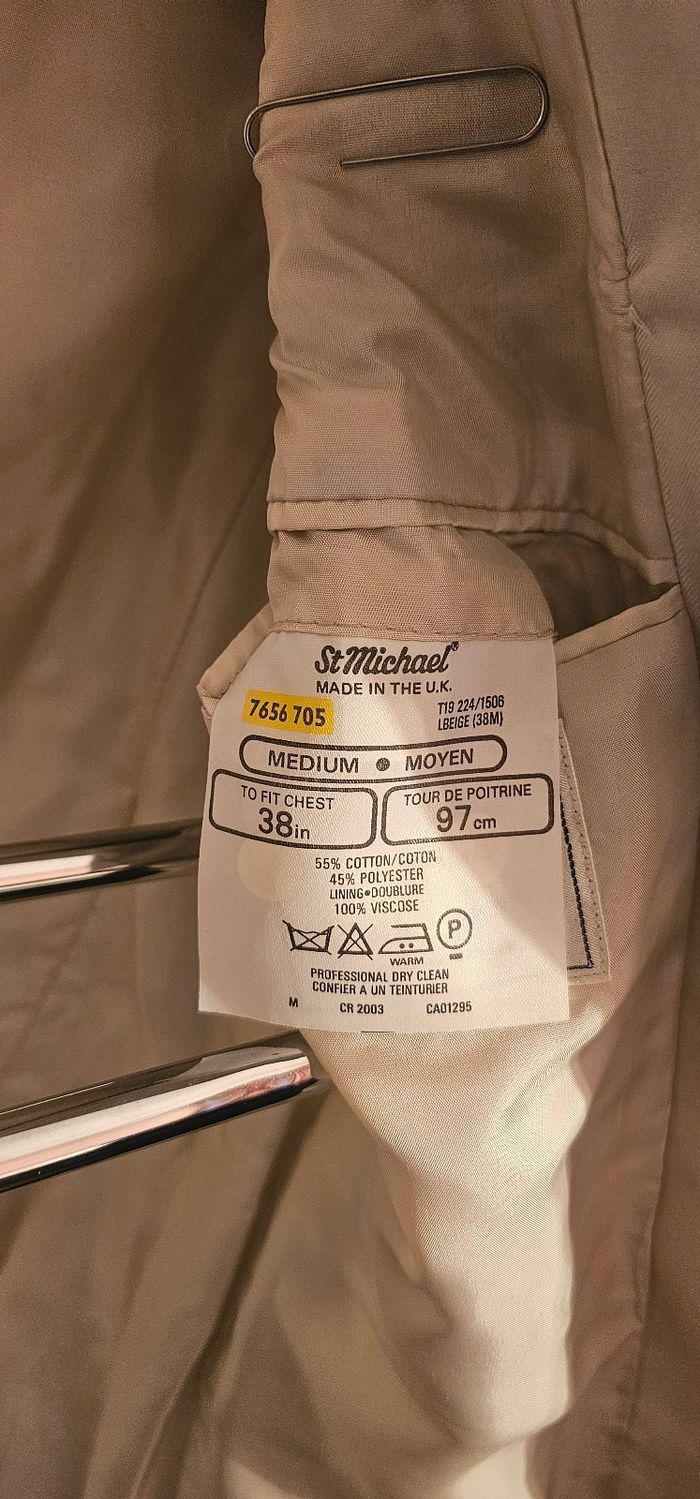 St Michael®
MADE IN THE U.K.
7656 705
T19 224/1506
LBEIGE (38M)
MEDIUM ● MOYEN
TO FIT CHEST
38in
TOUR DE POITRINE
97cm
55% COTTON/COTON
45% POLYESTER
LINING●DOUBLURE
100% VISCOSE
P
WARM
PROFESSIONAL DRY CLEAN
CONFIER A UN TEINTURIER
M CR 2003 CA01295